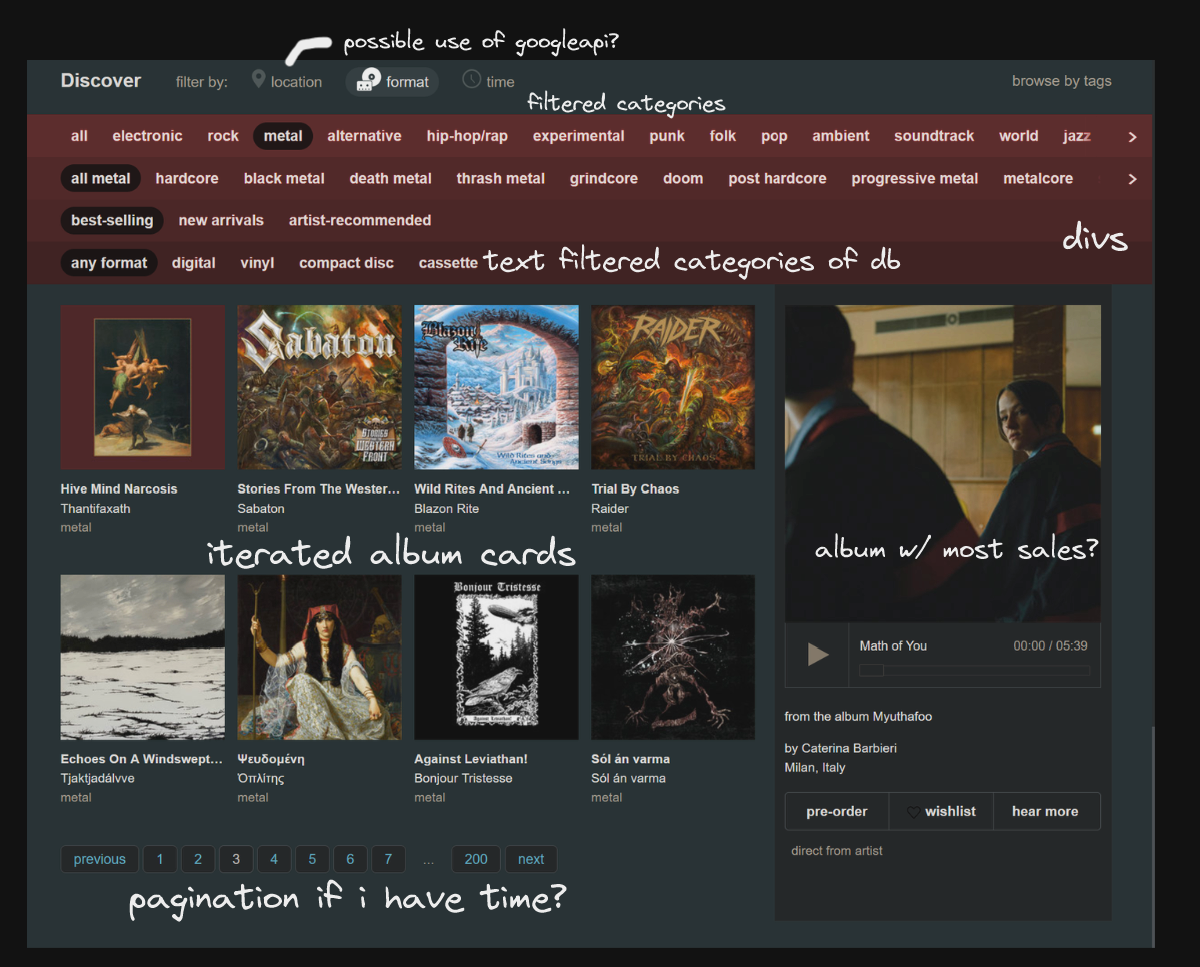 possible use of googleapi?
Discover filter by: location format time browse by tags
filtered categories
all electronic rock metal alternative hip-hop/rap experimental punk folk pop ambient soundtrack world jazz
all metal hardcore black metal death metal thrash metal grindcore doom post hardcore progressive metal metalcore
best-selling new arrivals artist-recommended
divs
any format digital vinyl compact disc cassette text filtered categories of db
Sabaton
STORIES FROM THE WESTERN FRONT
Blazon Rite
Wild Rites and Ancient Songs
RAIDER
TRIAL BY CHAOS
Hive Mind Narcosis Stories From The Wester... Wild Rites And Ancient ... Trial By Chaos
Thantifaxath Sabaton Blazon Rite Raider
metal metal metal metal
iterated album cards
album w/ most sales?
Bonjour Tristesse
Against Leviathan!
Math of You 00:00 / 05:39
from the album Myuthafoo
by Caterina Barbieri
Milan, Italy
Echoes On A Windswept... Ψευδομένη Against Leviathan! Sól án varma
Tjaktjadálvve Ὁπλίτης Bonjour Tristesse Sól án varma
metal metal metal metal
pre-order wishlist hear more
direct from artist
previous 1 2 3 4 5 6 7 ... 200 next
pagination if i have time?